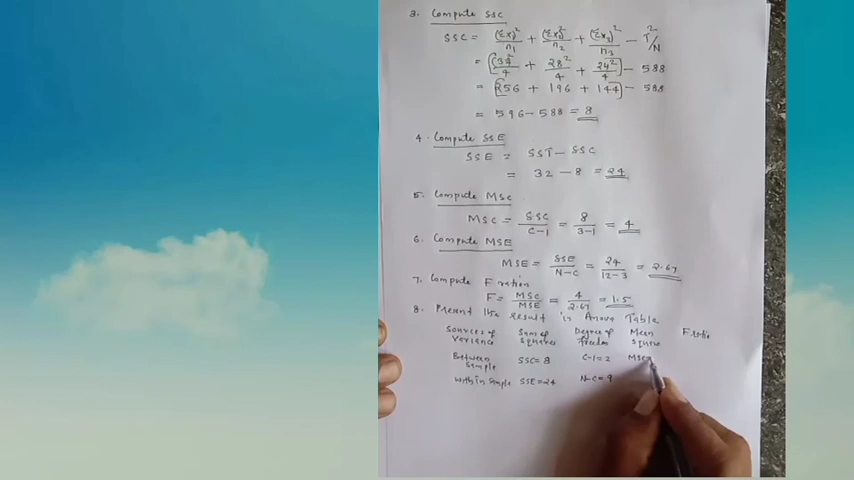 3. Compute SSC
SSC = (Σx₁)²/n₁ + (Σx₂)²/n₂ + (Σx₃)²/n₃ - T²/N
= [32²/4 + 28²/4 + 24²/4] - 588
= [256 + 196 + 144] - 588
= 596-588 = 8
4. Compute SSE
SSE = SST - SSC
= 32 - 8 = 24
5. Compute MSC
MSC = SSC/C-1 = 8/3-1 = 4
6. Compute MSE
MSE = SSE/N-C = 24/12-3 = 2.67
7. Compute F ration
F = MSC/MSE = 4/2.67 = 1.5
8. Present the result in Anova Table
Sources of variance Sum of squares Degree of freedom Mean square F ratio
Between sample SSC = 8 C-1 = 2 MSC
Within sample SSE = 24 N-C = 9